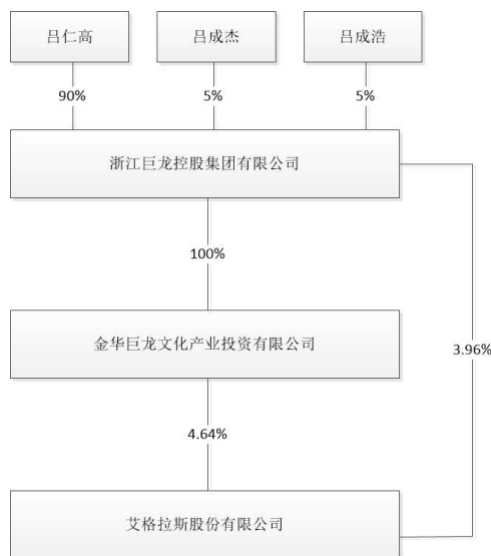 吕仁高
吕成杰
吕成浩
90%
5%
5%
浙江巨龙控股集团有限公司
100%
金华巨龙文化产业投资有限公司
3.96%
4.64%
艾格拉斯股份有限公司